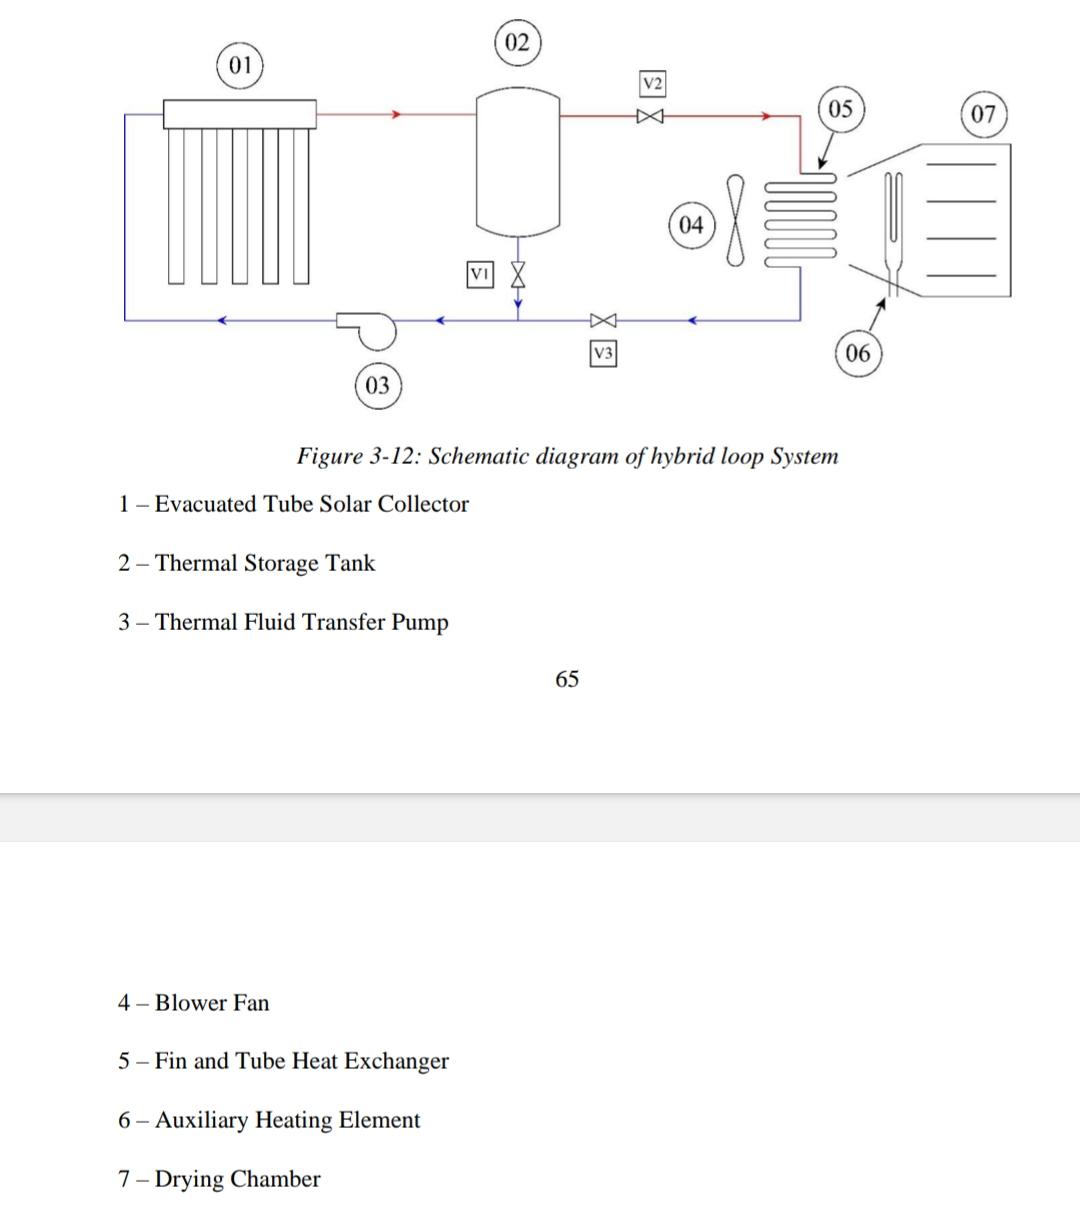 01
02
V2
05
07
04
V1
V3
06
03
Figure 3-12: Schematic diagram of hybrid loop System
1 – Evacuated Tube Solar Collector
2 – Thermal Storage Tank
3 – Thermal Fluid Transfer Pump
65
4 – Blower Fan
5 – Fin and Tube Heat Exchanger
6 – Auxiliary Heating Element
7 – Drying Chamber